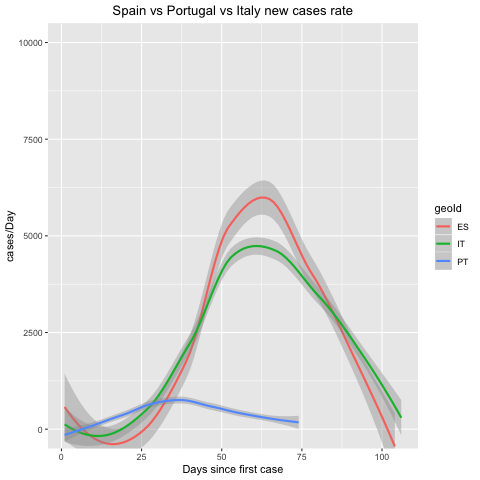 Spain vs Portugal vs Italy new cases rate
cases/Day
10000
7500
5000
2500
0
0 25 50 75 100
Days since first case
geoId
ES
IT
PT